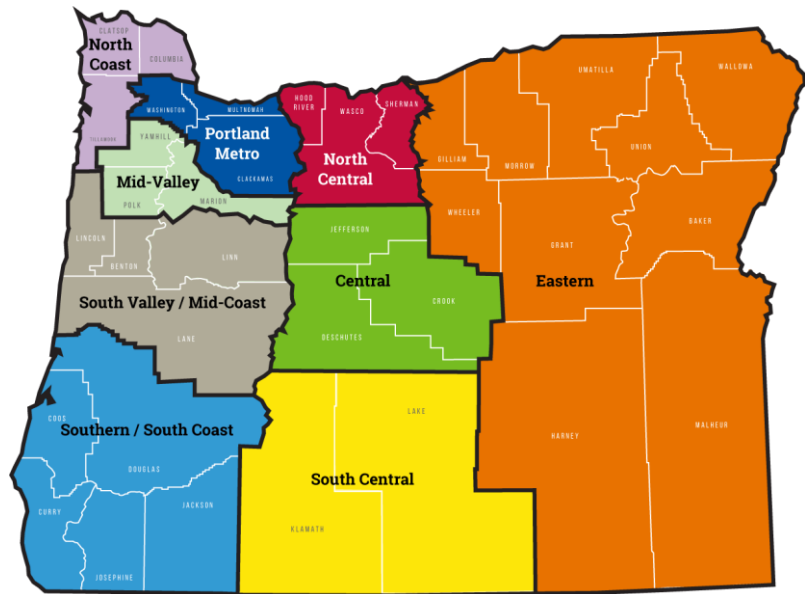 CLATSOP
North
Coast
COLUMBIA
TILLAMOOK
WASHINGTON
MULTNOMAH
Portland
Metro
CLACKAMAS
HOOD
RIVER
WASCO
SHERMAN
North
Central
YAMHILL
Mid-Valley
POLK
MARION
LINCOLN
BENTON
LINN
South Valley / Mid-Coast
LANE
JEFFERSON
Central
CROOK
DESCHUTES
UMATILLA
WALLOWA
UNION
GILLIAM
MORROW
WHEELER
GRANT
BAKER
Eastern
HARNEY
MALHEUR
COOS
Southern / South Coast
DOUGLAS
CURRY
JACKSON
JOSEPHINE
LAKE
South Central
KLAMATH